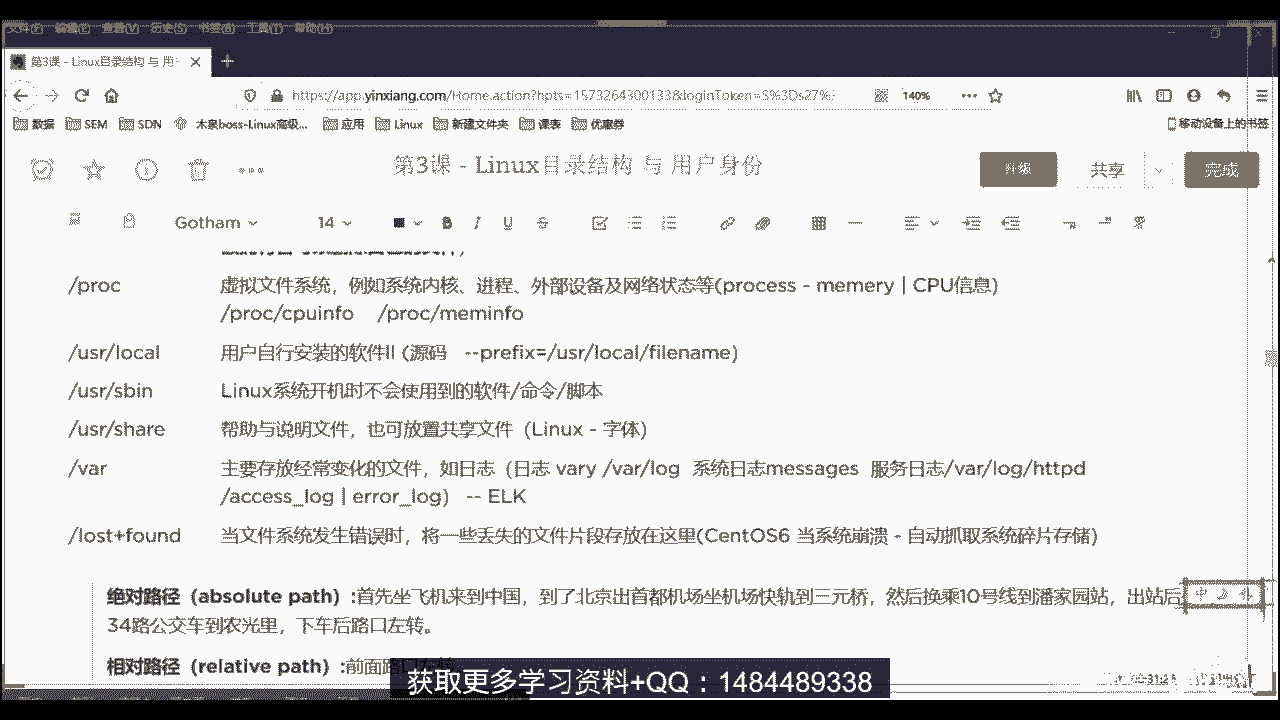 文件(F) 编辑(E) 查看(V) 历史(S) 书签(B) 工具(T) 帮助(H)
第3课 - Linux目录结构 与 用
https://app.yinxiang.com/Home.action?hpts=1573264300133&loginToken=S%3Ds27%:
140%
数据 SEM SDN 木泉boss-Linux高级... 应用 Linux 新建文件夹 课表 优惠券 移动设备上的书签
第3课 - Linux目录结构 与 用户身份
升级 共享 完成
Gotham 14 B I U S
/proc 虚拟文件系统，例如系统内核、进程、外部设备及网络状态等(process - memery | CPU信息)
/proc/cpuinfo /proc/meminfo
/usr/local 用户自行安装的软件II (源码 --prefix=/usr/local/filename)
/usr/sbin Linux系统开机时不会使用到的软件/命令/脚本
/usr/share 帮助与说明文件，也可放置共享文件（Linux - 字体）
/var 主要存放经常变化的文件，如日志（日志 vary /var/log 系统日志messages 服务日志/var/log/httpd
/access_log | error_log） -- ELK
/lost+found 当文件系统发生错误时，将一些丢失的文件片段存放在这里(CentOS6 当系统崩溃 - 自动抓取系统碎片存储)
绝对路径（absolute path）:首先坐飞机来到中国，到了北京出首都机场坐机场快轨到三元桥，然后换乘10号线到潘家园站，出站后
34路公交车到农光里，下车后路口左转。
相对路径（relative path）:前面路口左转。
获取更多学习资料+QQ：1484489338